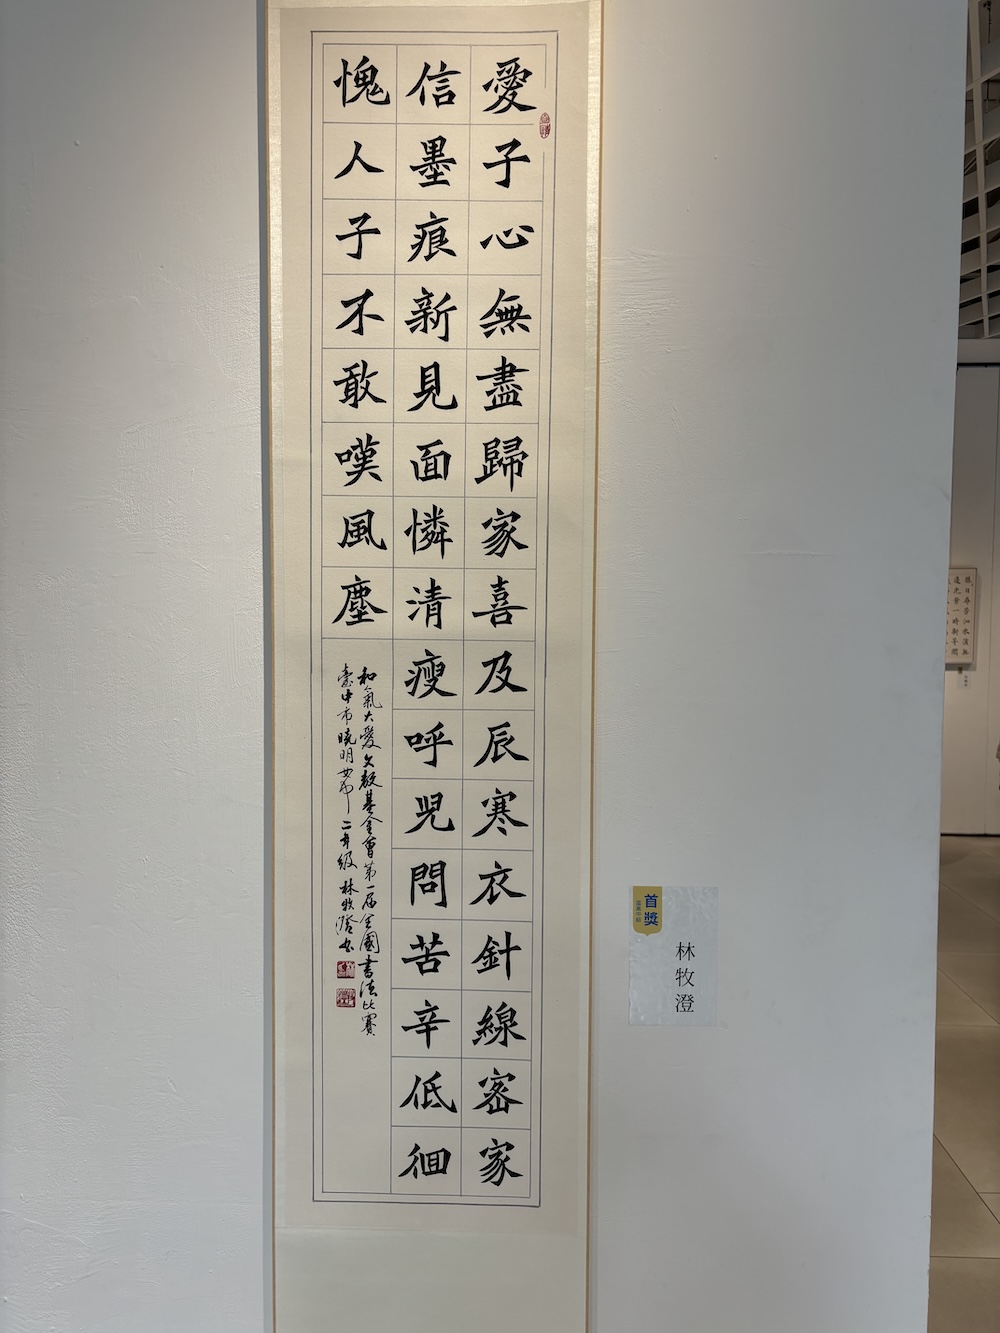 愛子心無盡歸家喜及辰寒衣針線密家
信墨痕新見面憐清瘦呼兒問苦辛低徊
愧人子不敢嘆風塵
和氣大愛文教基金會第一屆全國書法比賽
臺中市曉明女中二年級林牧澄書
首獎
林牧澄